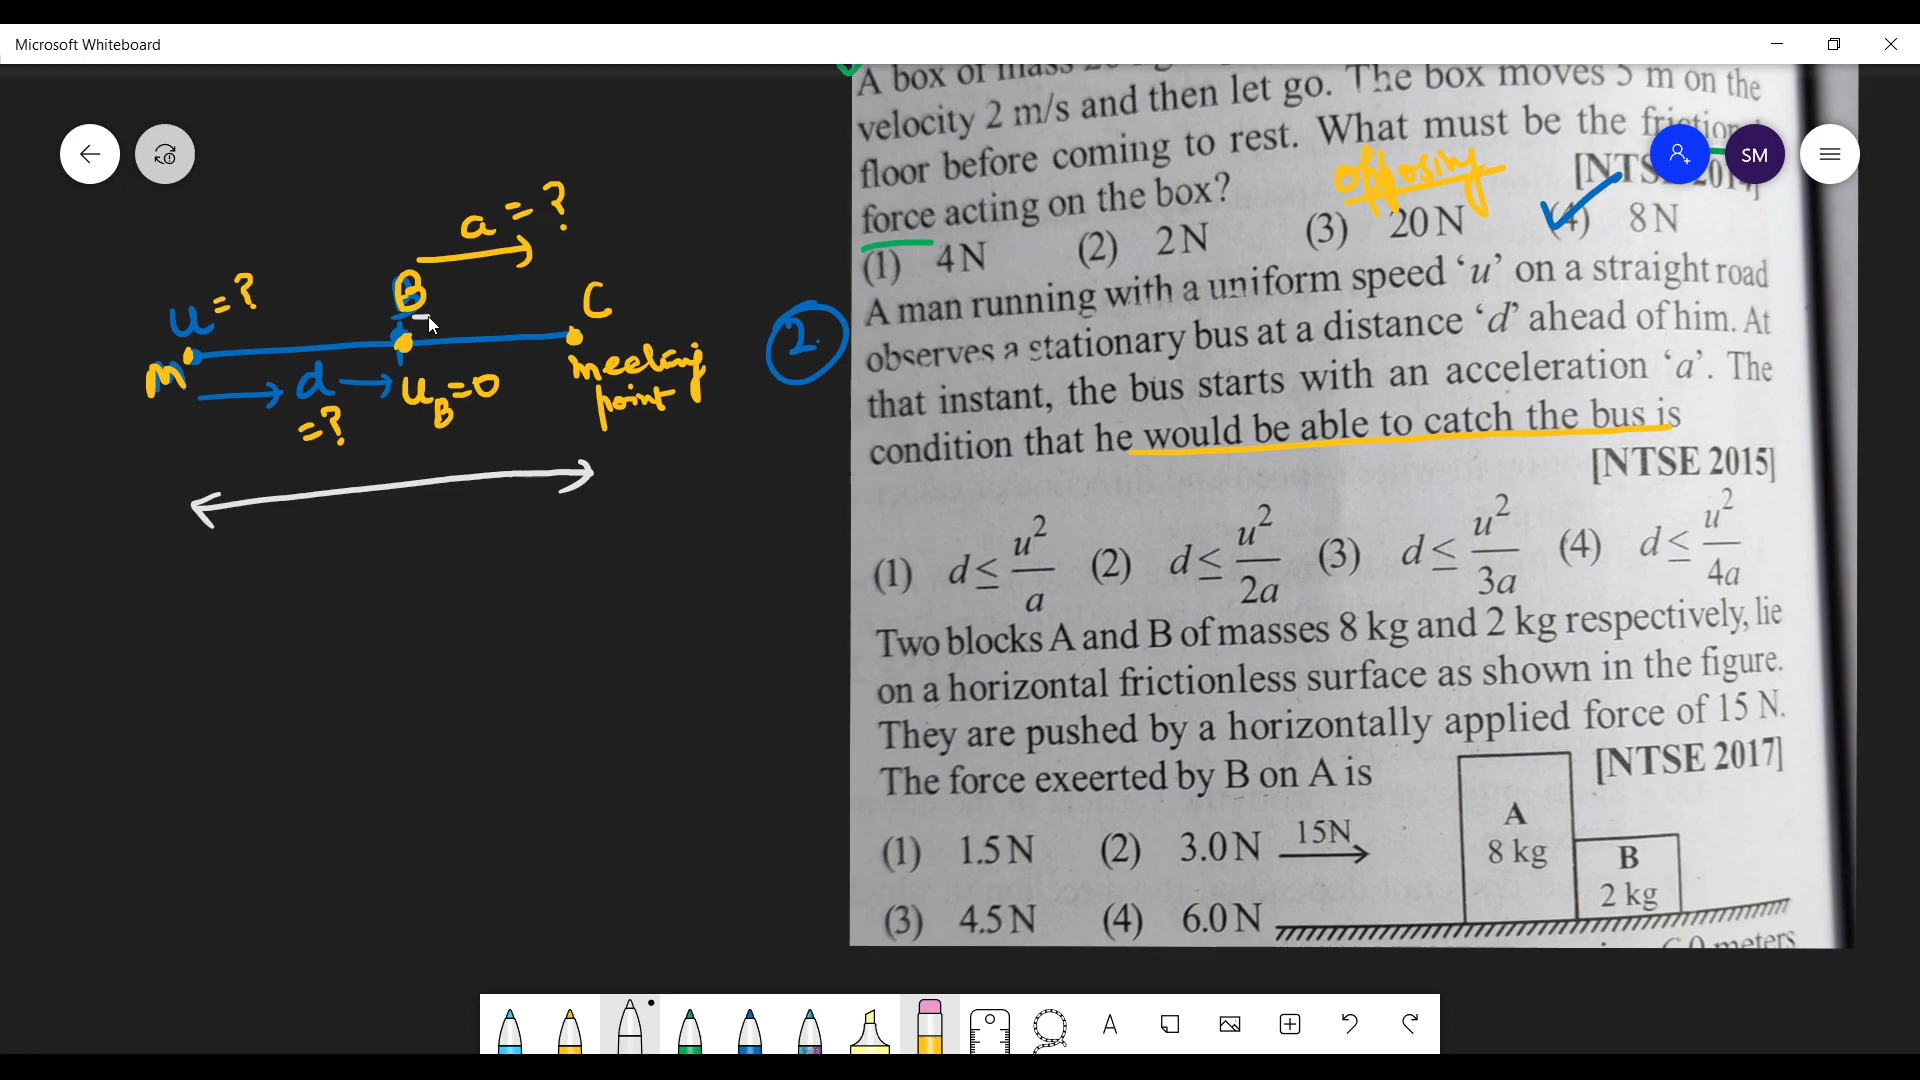 Microsoft Whiteboard
SM
a = ?
u = ?
B
C
M
d
= ?
u_B = 0
meeting
point
opposing
2.
A box of mass
velocity 2 m/s and then let go. The box moves 5 m on the
floor before coming to rest. What must be the
force acting on the box?
(1) 4 N (2) 2 N (3) 20 N (4) 8 N
A man running with a uniform speed ‘u’ on a straight road
observes a stationary bus at a distance ‘d’ ahead of him. At
that instant, the bus starts with an acceleration ‘a’. The
condition that he would be able to catch the bus is
[NTSE 2015]
(1) d ≤ u²/a (2) d ≤ u²/2a (3) d ≤ u²/3a (4) d ≤ u²/4a
Two blocks A and B of masses 8 kg and 2 kg respectively, lie
on a horizontal frictionless surface as shown in the figure.
They are pushed by a horizontally applied force of 15 N.
[NTSE 2017]
The force exeerted by B on A is
(1) 1.5 N (2) 3.0 N
(3) 4.5 N (4) 6.0 N
15N
A
8 kg
B
2 kg
meters
A